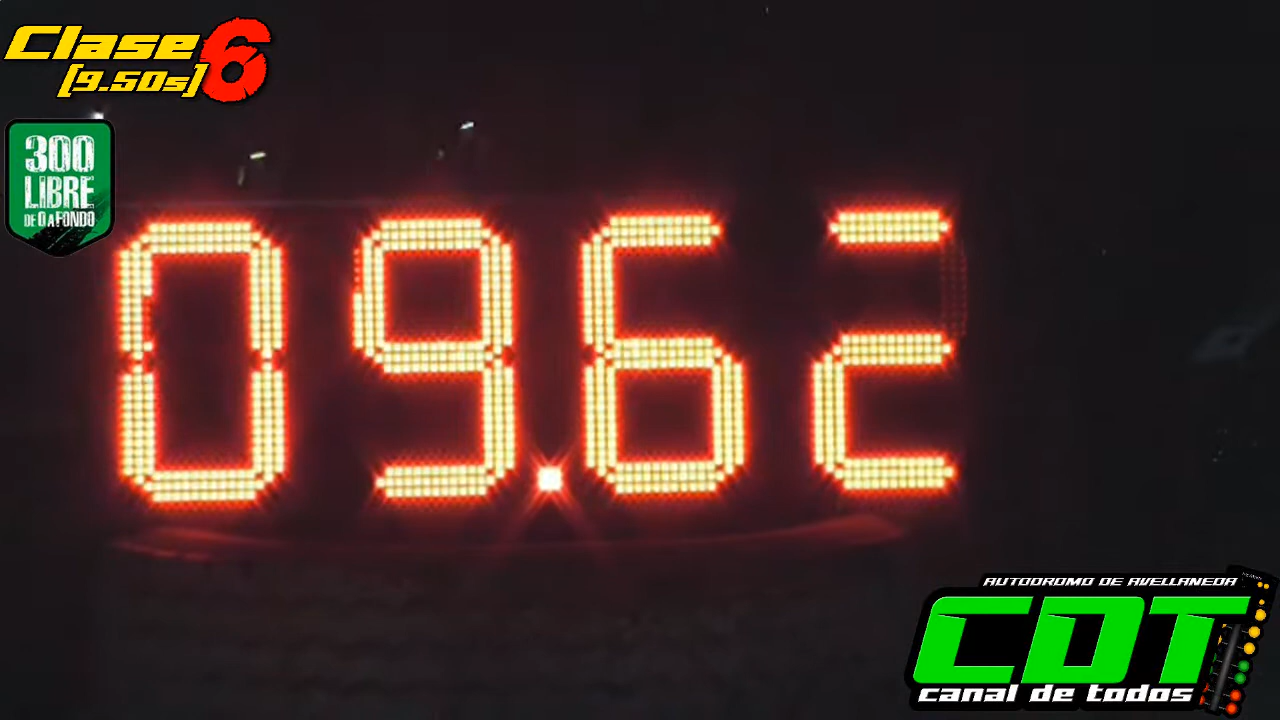 Clase 6
[9.50s]
300
LIBRE
DE 0 A FONDO
09.62
AUTODROMO DE AVELLANEDA
CDT
canal de todos